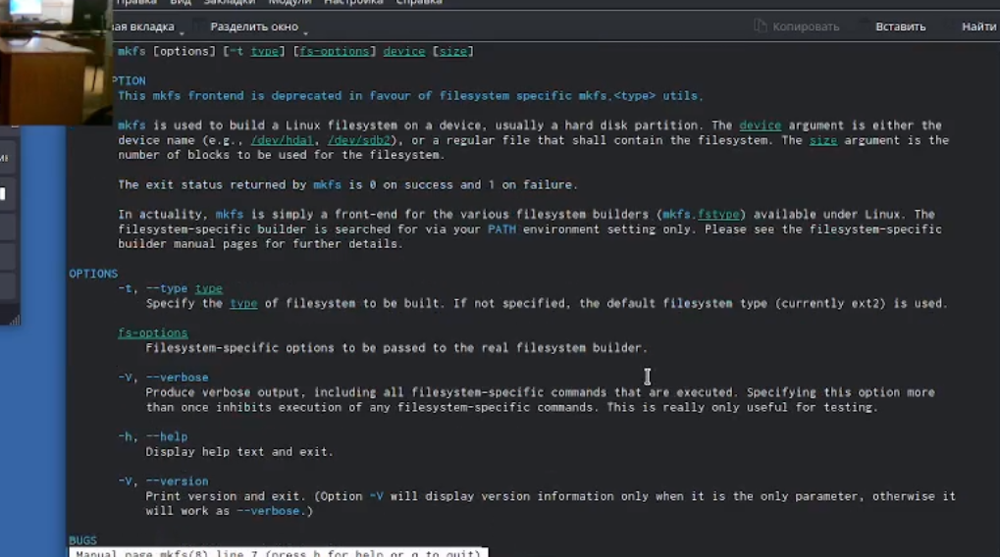 Правка Вид Закладки Модули Настройка Справка
вкладка Разделить окно Копировать Вставить Найти
mkfs [options] [-t type] [fs-options] device [size]
PTION
This mkfs frontend is deprecated in favour of filesystem specific mkfs.<type> utils.
mkfs is used to build a Linux filesystem on a device, usually a hard disk partition. The device argument is either the
device name (e.g., /dev/hda1, /dev/sdb2), or a regular file that shall contain the filesystem. The size argument is the
number of blocks to be used for the filesystem.
The exit status returned by mkfs is 0 on success and 1 on failure.
In actuality, mkfs is simply a front-end for the various filesystem builders (mkfs.fstype) available under Linux. The
filesystem-specific builder is searched for via your PATH environment setting only. Please see the filesystem-specific
builder manual pages for further details.
OPTIONS
-t, --type type
Specify the type of filesystem to be built. If not specified, the default filesystem type (currently ext2) is used.
fs-options
Filesystem-specific options to be passed to the real filesystem builder.
-V, --verbose
Produce verbose output, including all filesystem-specific commands that are executed. Specifying this option more
than once inhibits execution of any filesystem-specific commands. This is really only useful for testing.
-h, --help
Display help text and exit.
-V, --version
Print version and exit. (Option -V will display version information only when it is the only parameter, otherwise it
will work as --verbose.)
BUGS
Manual page mkfs(8) line 7 (press h for help or q to quit)